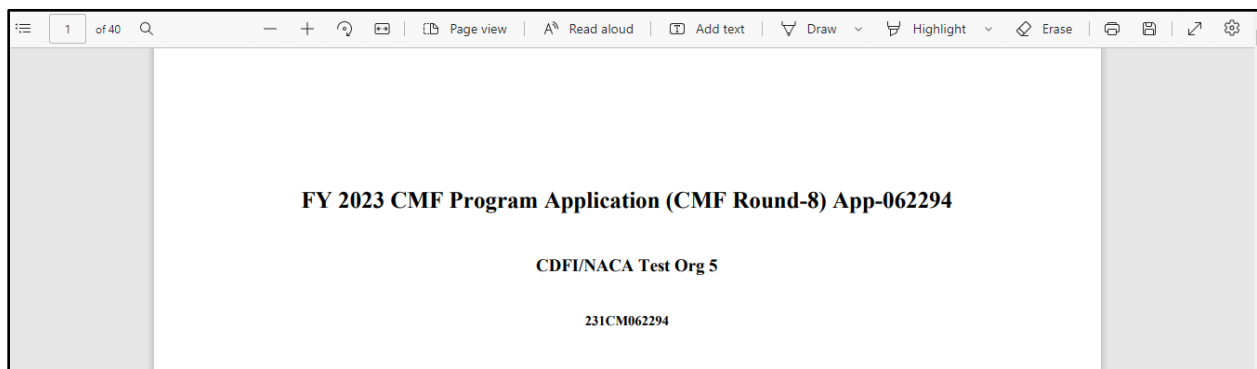 1 of 40 Page view Read aloud Add text Draw Highlight Erase
FY 2023 CMF Program Application (CMF Round-8) App-062294
CDFI/NACA Test Org 5
231CM062294